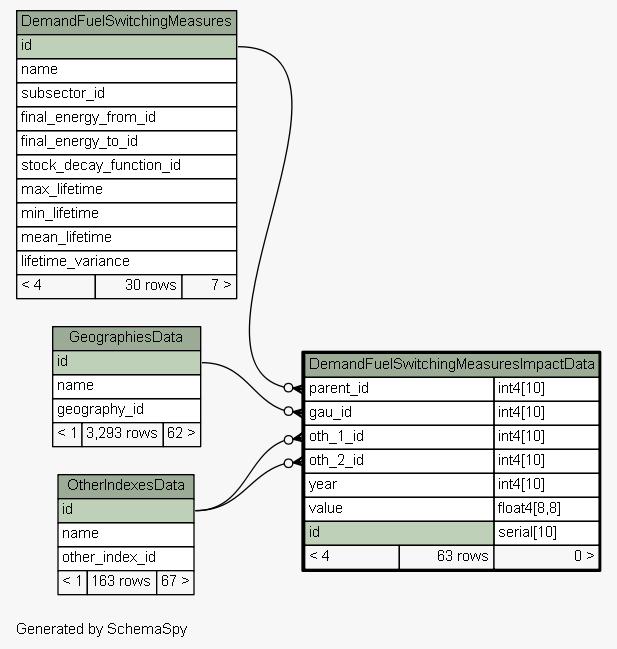 DemandFuelSwitchingMeasures
id
name
subsector_id
final_energy_from_id
final_energy_to_id
stock_decay_function_id
max_lifetime
min_lifetime
mean_lifetime
lifetime_variance
< 4 30 rows 7 >
GeographiesData
id
name
geography_id
< 1 3,293 rows 62 >
OtherIndexesData
id
name
other_index_id
< 1 163 rows 67 >
DemandFuelSwitchingMeasuresImpactData
parent_id int4[10]
gau_id int4[10]
oth_1_id int4[10]
oth_2_id int4[10]
year int4[10]
value float4[8,8]
id serial[10]
< 4 63 rows 0 >
Generated by SchemaSpy